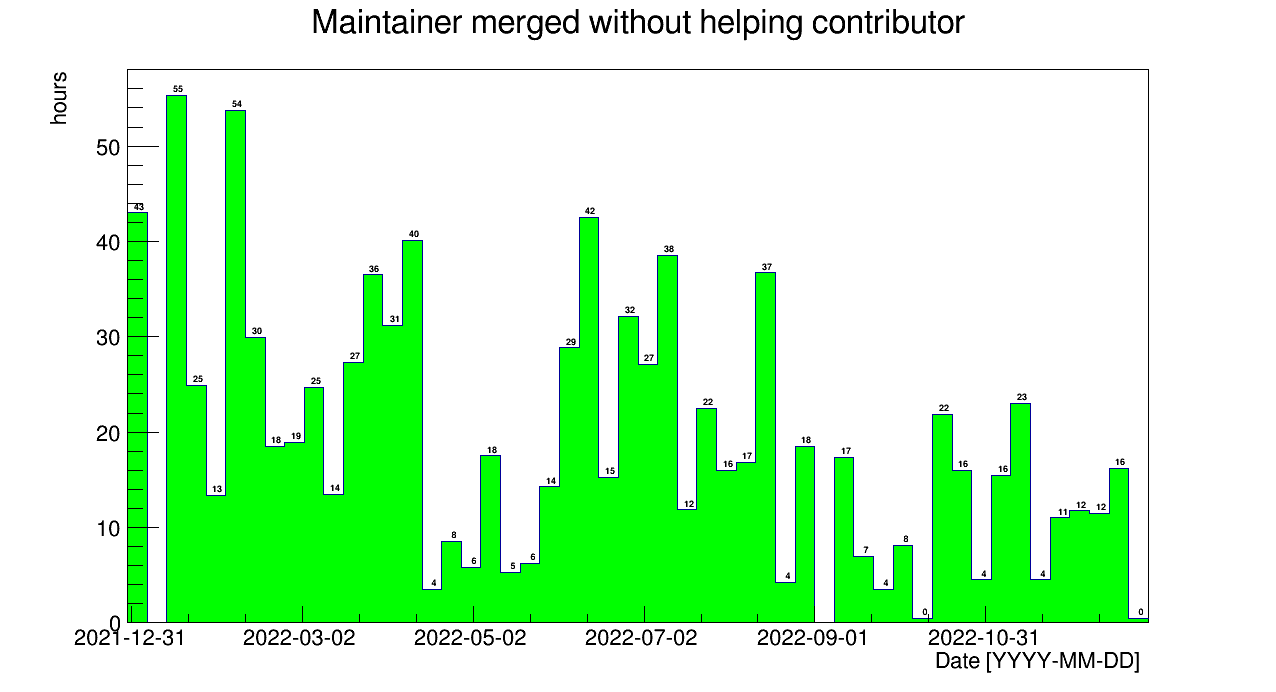 Maintainer merged without helping contributor
hours
50
40
30
20
10
0
43 55 25 13 54 30 18 19 25 14 27 36 31 40 4 8 6 18 5 6 14 29 42 15 32 27 38 12 22 16 17 37 4 18 17 7 4 8 0 22 16 4 16 23 4 11 12 12 16 0
2021-12-31 2022-03-02 2022-05-02 2022-07-02 2022-09-01 2022-10-31
Date [YYYY-MM-DD]